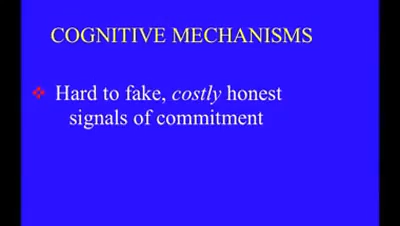 COGNITIVE MECHANISMS
Hard to fake, costly honest
signals of commitment